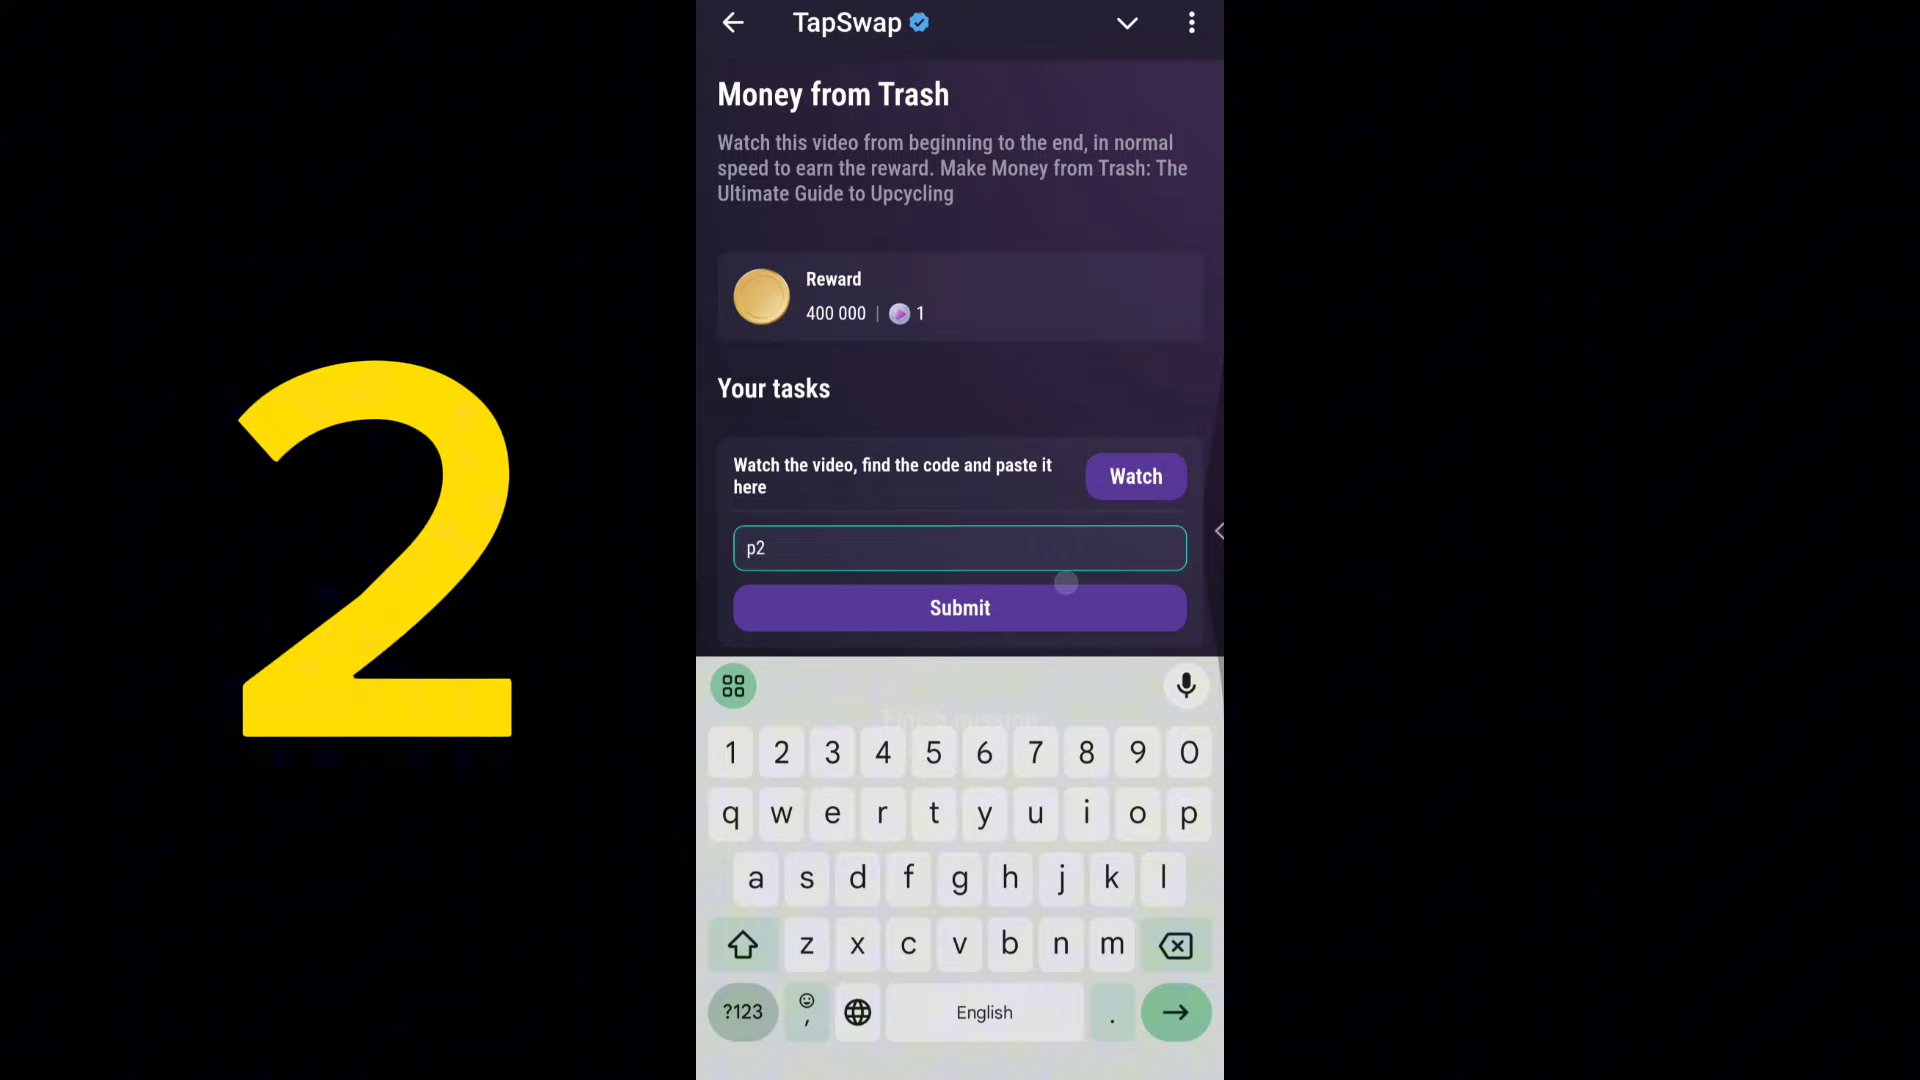 TapSwap
Money from Trash
Watch this video from beginning to the end, in normal
speed to earn the reward. Make Money from Trash: The
Ultimate Guide to Upcycling
Reward
400 000 | 1
Your tasks
Watch the video, find the code and paste it
here
Watch
p2
Submit
2
Finish mission
1 2 3 4 5 6 7 8 9 0
q w e r t y u i o p
a s d f g h j k l
z x c v b n m
?123 , English .